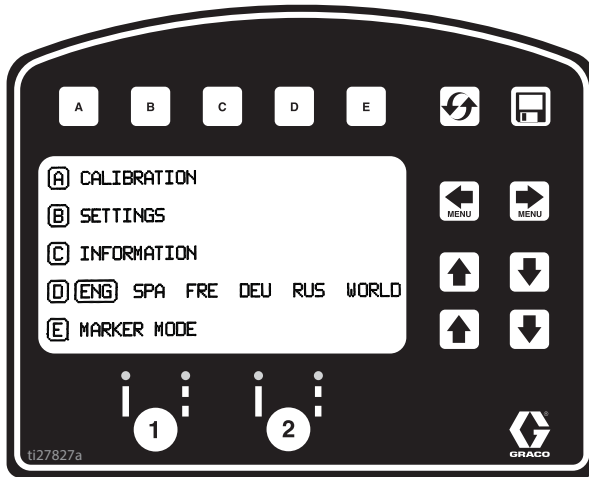 A B C D E
A CALIBRATION
B SETTINGS
MENU MENU
C INFORMATION
D ENG SPA FRE DEU RUS WORLD
E MARKER MODE
1 2
ti27827a
GRACO